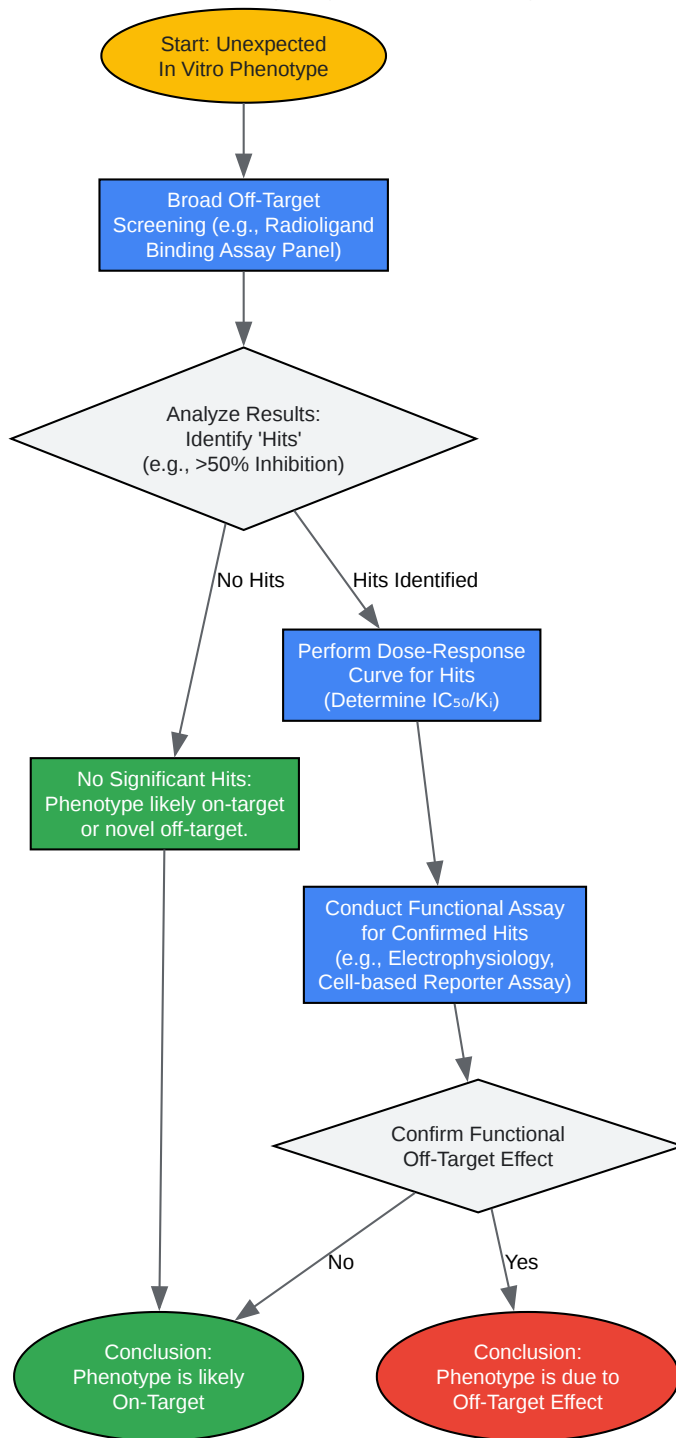 Start: Unexpected
In Vitro Phenotype
Broad Off-Target
Screening (e.g., Radioligand
Binding Assay Panel)
Analyze Results:
Identify 'Hits'
(e.g., >50% Inhibition)
No Hits
Hits Identified
Perform Dose-Response
Curve for Hits
(Determine IC₅₀/Kᵢ)
No Significant Hits:
Phenotype likely on-target
or novel off-target.
Conduct Functional Assay
for Confirmed Hits
(e.g., Electrophysiology,
Cell-based Reporter Assay)
Confirm Functional
Off-Target Effect
No
Yes
Conclusion:
Phenotype is likely
On-Target
Conclusion:
Phenotype is due to
Off-Target Effect